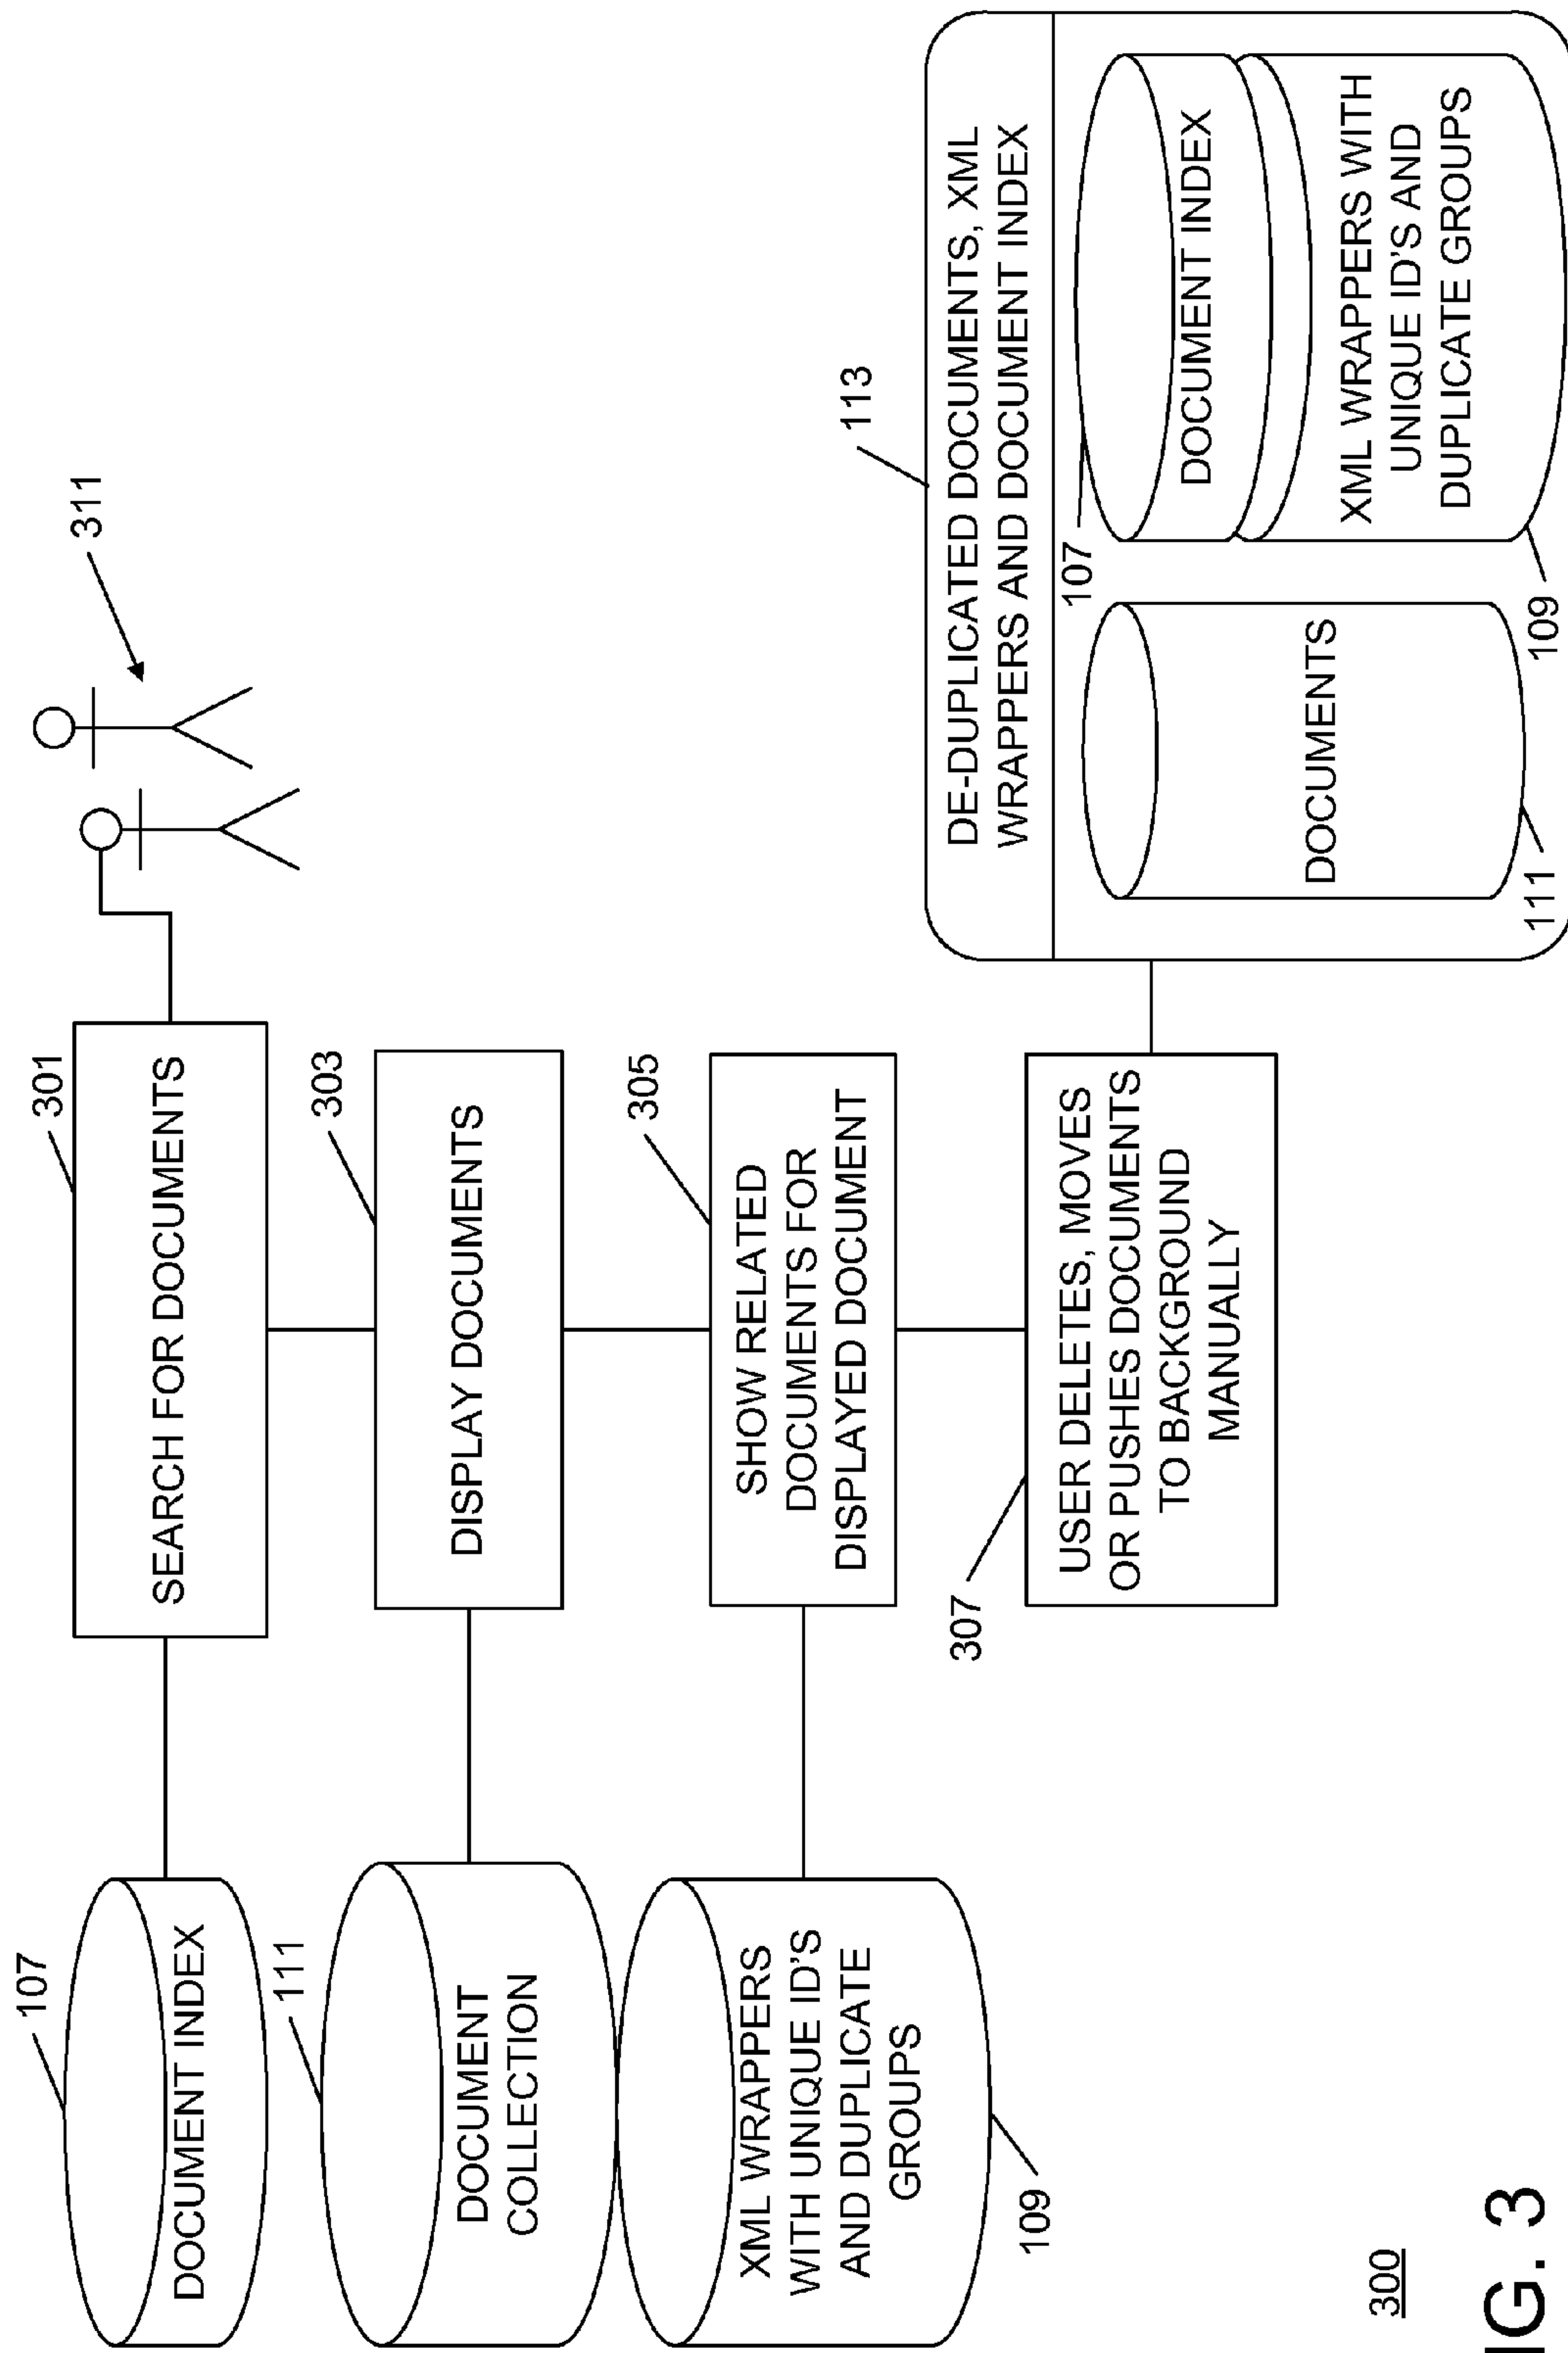 107
DOCUMENT INDEX
301
SEARCH FOR DOCUMENTS
311
111
DOCUMENT
COLLECTION
303
DISPLAY DOCUMENTS
XML WRAPPERS
WITH UNIQUE ID'S
AND DUPLICATE
GROUPS
109
305
SHOW RELATED
DOCUMENTS FOR
DISPLAYED DOCUMENT
307
USER DELETES, MOVES
OR PUSHES DOCUMENTS
TO BACKGROUND
MANUALLY
113
DE-DUPLICATED DOCUMENTS, XML
WRAPPERS AND DOCUMENT INDEX
107
DOCUMENT INDEX
DOCUMENTS
XML WRAPPERS WITH
UNIQUE ID'S AND
DUPLICATE GROUPS
111
109
300
IG. 3